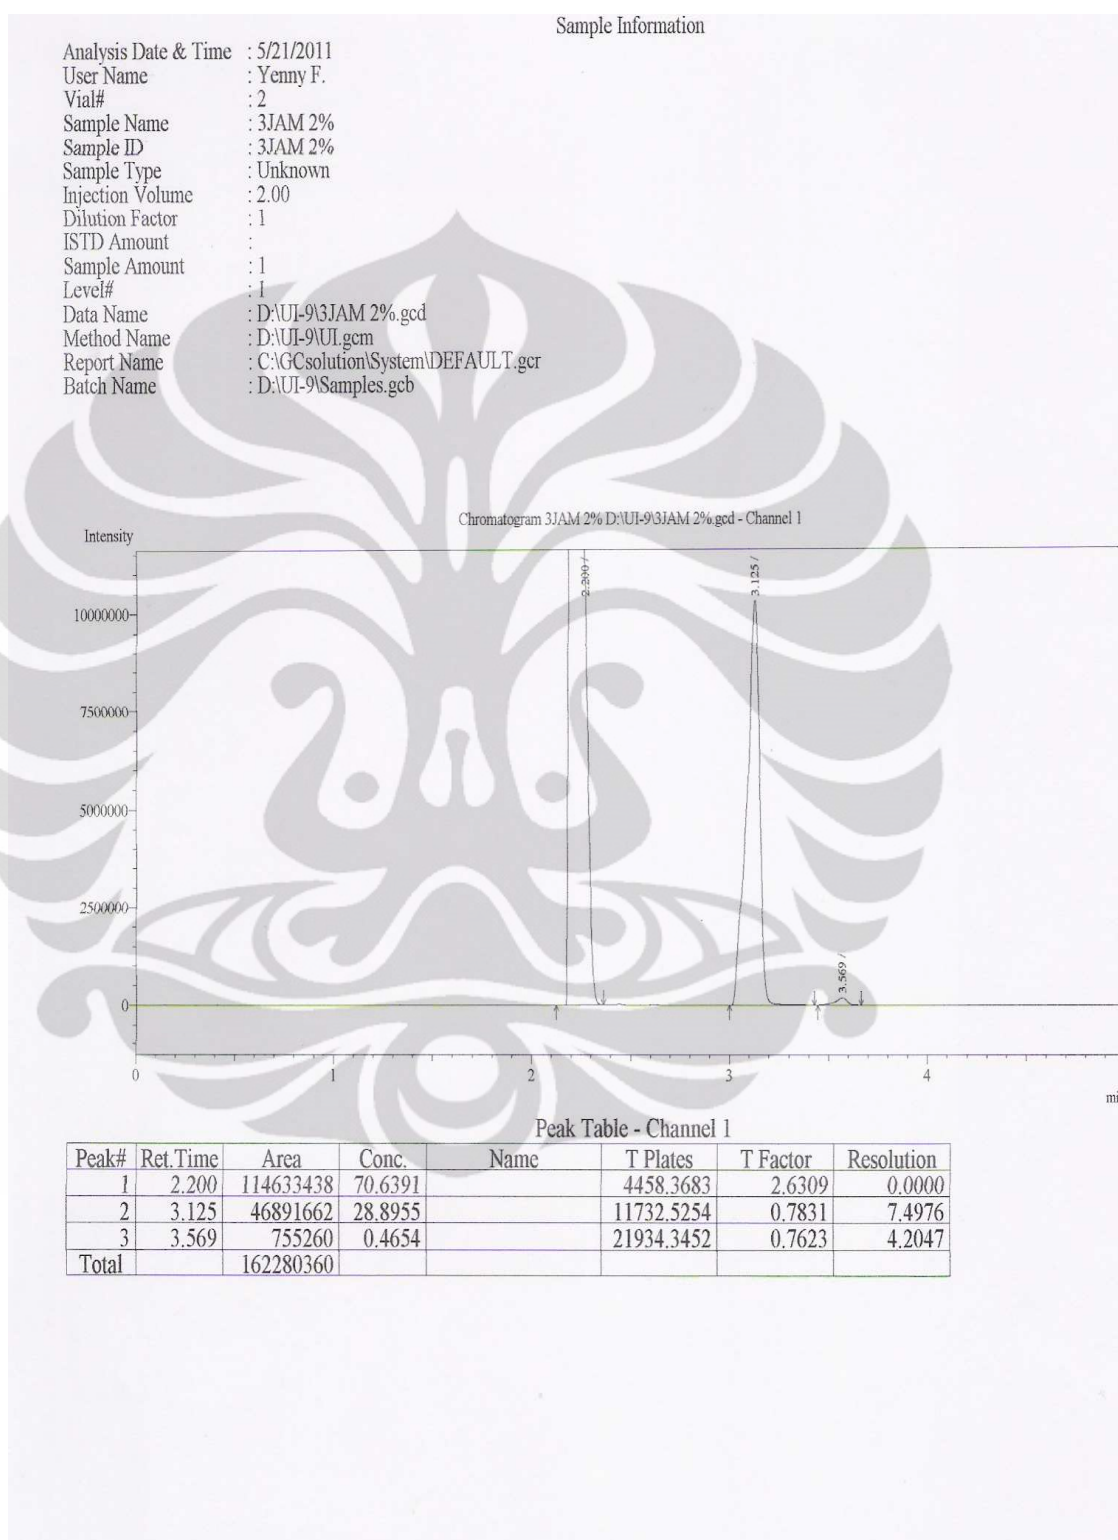 Sample Information
Analysis Date & Time : 5/21/2011
User Name : Yenny F.
Vial# : 2
Sample Name : 3JAM 2%
Sample ID : 3JAM 2%
Sample Type : Unknown
Injection Volume : 2.00
Dilution Factor : 1
ISTD Amount :
Sample Amount : 1
Level# : 1
Data Name : D:\UI-9\3JAM 2%.gcd
Method Name : D:\UI-9\UI.gcm
Report Name : C:\GCsolution\System\DEFAULT.gcr
Batch Name : D:\UI-9\Samples.gcb
Chromatogram 3JAM 2% D:\UI-9\3JAM 2%.gcd - Channel 1
Intensity
2.200 /
3.125 /
10000000
7500000
5000000
2500000
3.569 /
0
0 1 2 3 4
mi
Peak Table - Channel 1
Peak# Ret.Time Area Conc. Name T Plates T Factor Resolution
1 2.200 114633438 70.6391 4458.3683 2.6309 0.0000
2 3.125 46891662 28.8955 11732.5254 0.7831 7.4976
3 3.569 755260 0.4654 21934.3452 0.7623 4.2047
Total 162280360